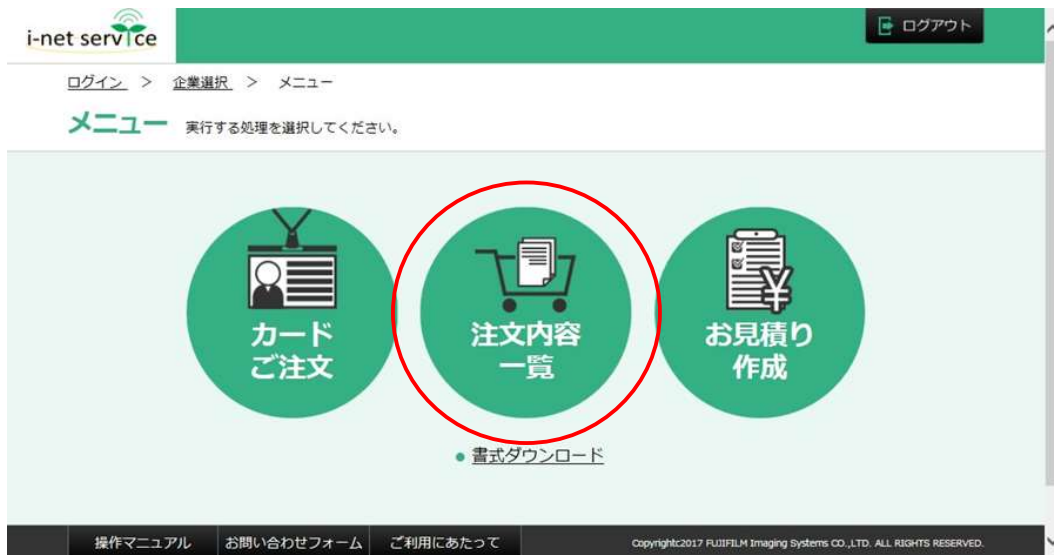 i-net service
ログアウト
ログイン ＞ 企業選択 ＞ メニュー
メニュー 実行する処理を選択してください。
カード
ご注文
注文内容
一覧
お見積り
作成
● 書式ダウンロード
操作マニュアル お問い合わせフォーム ご利用にあたって Copyrightc2017 FUJIFILM Imaging Systems CO.,LTD. ALL RIGHTS RESERVED.